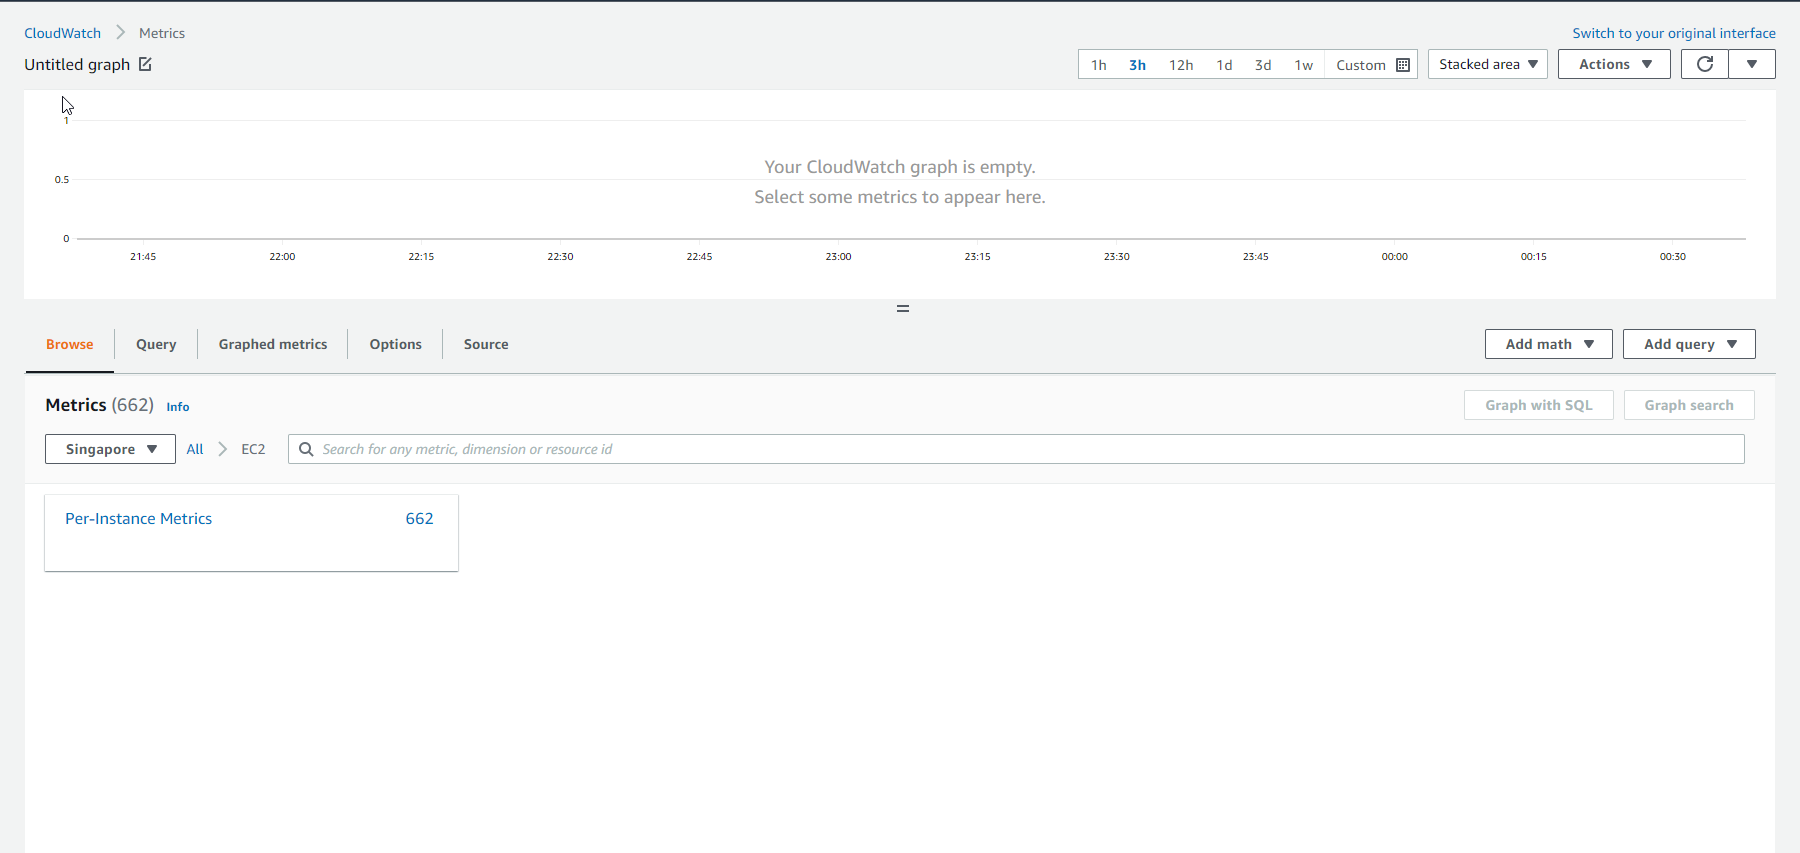 CloudWatch Metrics
Switch to your original interface
Untitled graph
1h 3h 12h 1d 3d 1w Custom Stacked area Actions
1
Your CloudWatch graph is empty.
0.5
Select some metrics to appear here.
0
21:45 22:00 22:15 22:30 22:45 23:00 23:15 23:30 23:45 00:00 00:15 00:30
Browse Query Graphed metrics Options Source Add math Add query
Metrics (662) Info Graph with SQL Graph search
Singapore All EC2 Search for any metric, dimension or resource id
Per-Instance Metrics 662